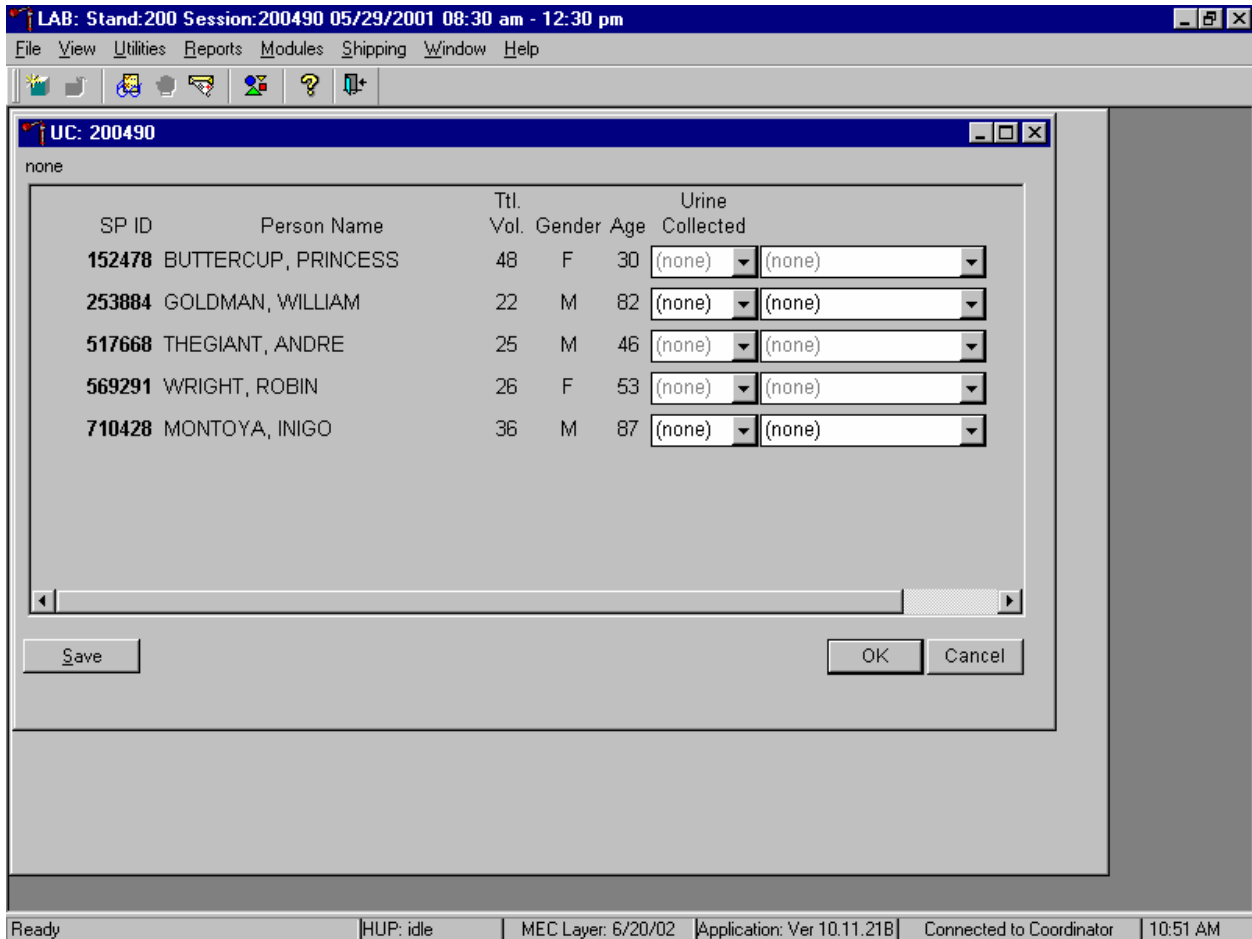 LAB: Stand:200 Session:200490 05/29/2001 08:30 am - 12:30 pm
File View Utilities Reports Modules Shipping Window Help
UC: 200490
none
Ttl. Urine
SP ID Person Name Vol. Gender Age Collected
152478 BUTTERCUP, PRINCESS 48 F 30 (none) (none)
253884 GOLDMAN, WILLIAM 22 M 82 (none) (none)
517668 THEGIANT, ANDRE 25 M 46 (none) (none)
569291 WRIGHT, ROBIN 26 F 53 (none) (none)
710428 MONTOYA, INIGO 36 M 87 (none) (none)
Save OK Cancel
Ready HUP: idle MEC Layer: 6/20/02 Application: Ver 10.11.21B Connected to Coordinator 10:51 AM